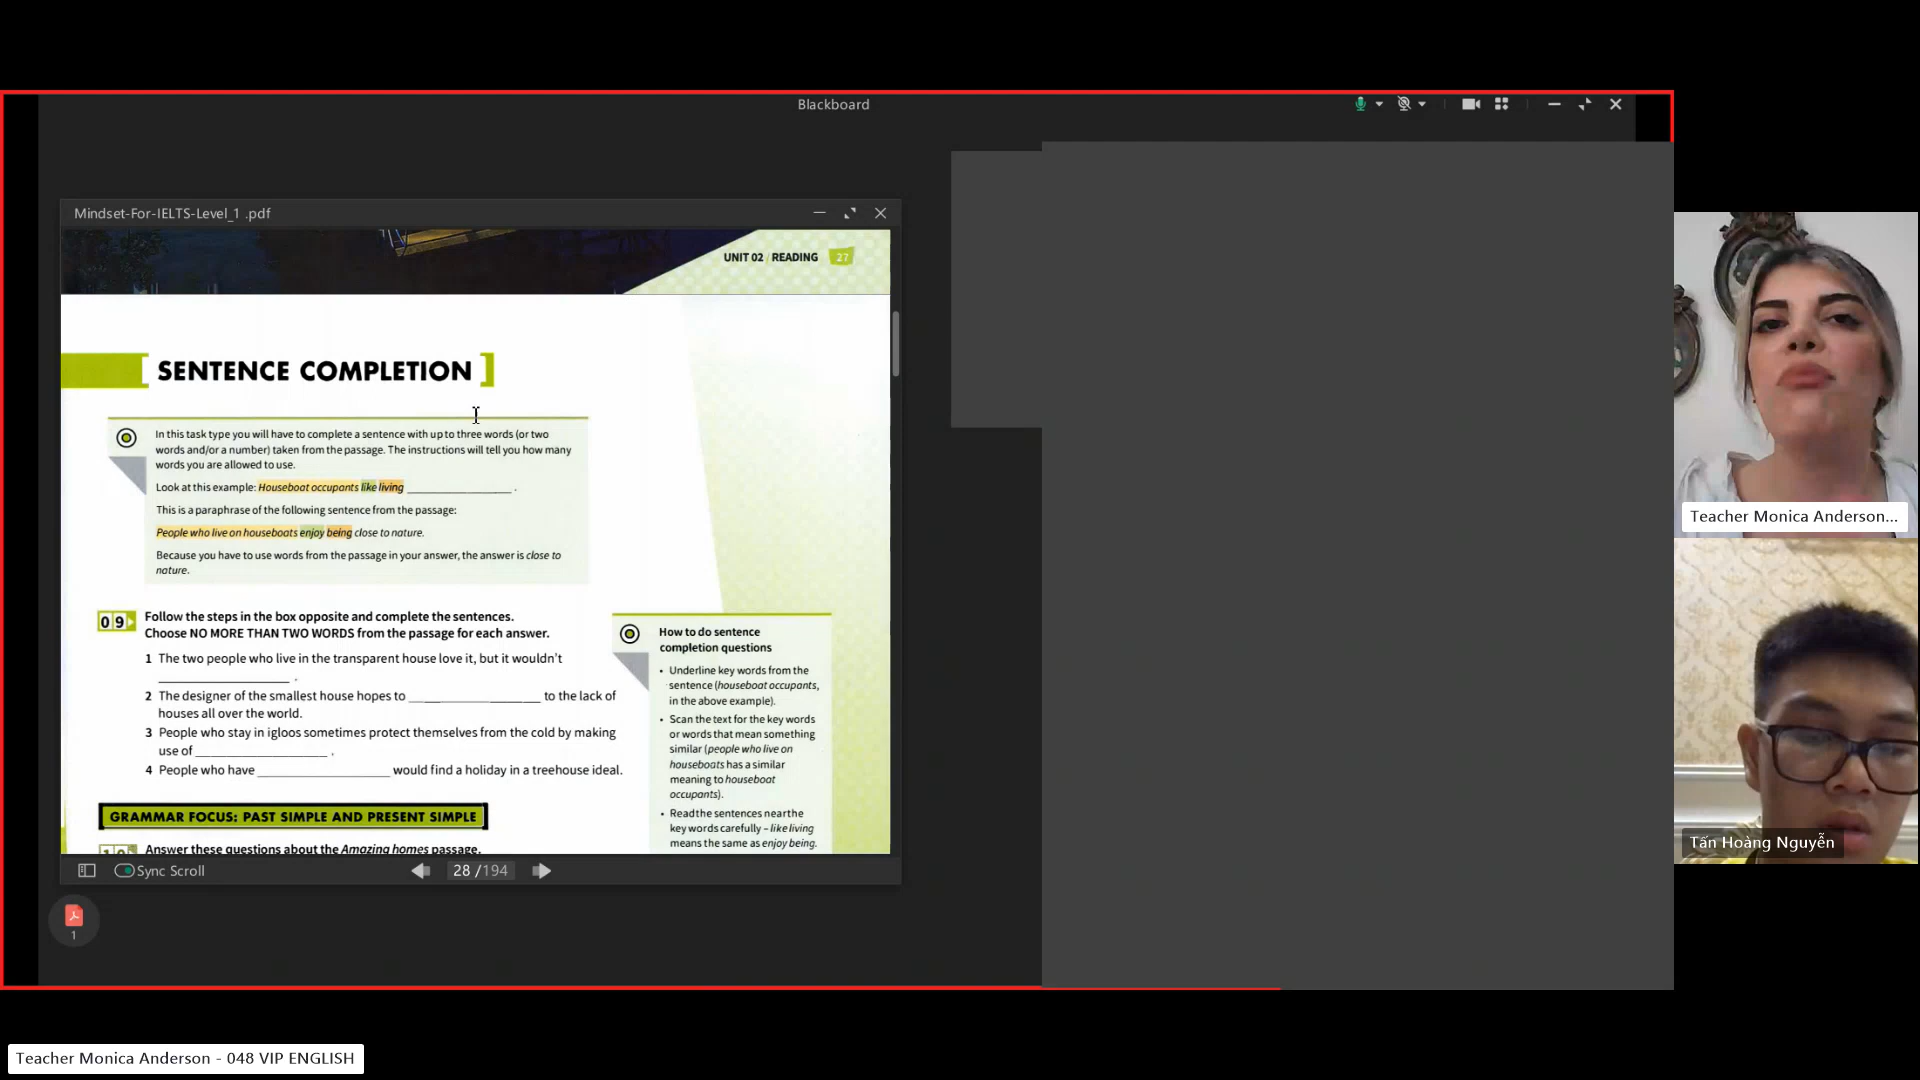 Blackboard
Mindset-For-IELTS-Level_1 .pdf
UNIT 02 / READING 27
SENTENCE COMPLETION
In this task type you will have to complete a sentence with up to three words (or two
words and/or a number) taken from the passage. The instructions will tell you how many
words you are allowed to use.
Look at this example: Houseboat occupants like living ____________________ .
This is a paraphrase of the following sentence from the passage:
People who live on houseboats enjoy being close to nature.
Because you have to use words from the passage in your answer, the answer is close to
nature.
09 Follow the steps in the box opposite and complete the sentences.
Choose NO MORE THAN TWO WORDS from the passage for each answer.
1 The two people who live in the transparent house love it, but it wouldn't
____________________ .
2 The designer of the smallest house hopes to ____________________ to the lack of
houses all over the world.
3 People who stay in igloos sometimes protect themselves from the cold by making
use of ____________________ .
4 People who have ____________________ would find a holiday in a treehouse ideal.
How to do sentence
completion questions
• Underline key words from the
sentence (houseboat occupants,
in the above example).
• Scan the text for the key words
or words that mean something
similar (people who live on
houseboats has a similar
meaning to houseboat
occupants).
• Read the sentences near the
key words carefully – like living
means the same as enjoy being.
GRAMMAR FOCUS: PAST SIMPLE AND PRESENT SIMPLE
10 Answer these questions about the Amazing homes passage.
Sync Scroll
28 /194
1
Teacher Monica Anderson...
Tấn Hoàng Nguyễn
Teacher Monica Anderson - 048 VIP ENGLISH